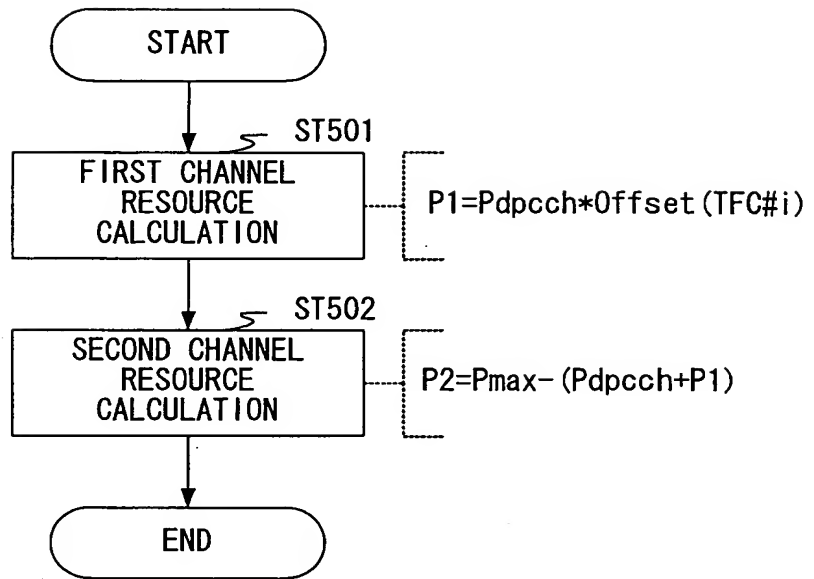 START
ST501
FIRST CHANNEL
RESOURCE
CALCULATION
P1=Pdpcch*Offset(TFC#i)
ST502
SECOND CHANNEL
RESOURCE
CALCULATION
P2=Pmax-(Pdpcch+P1)
END